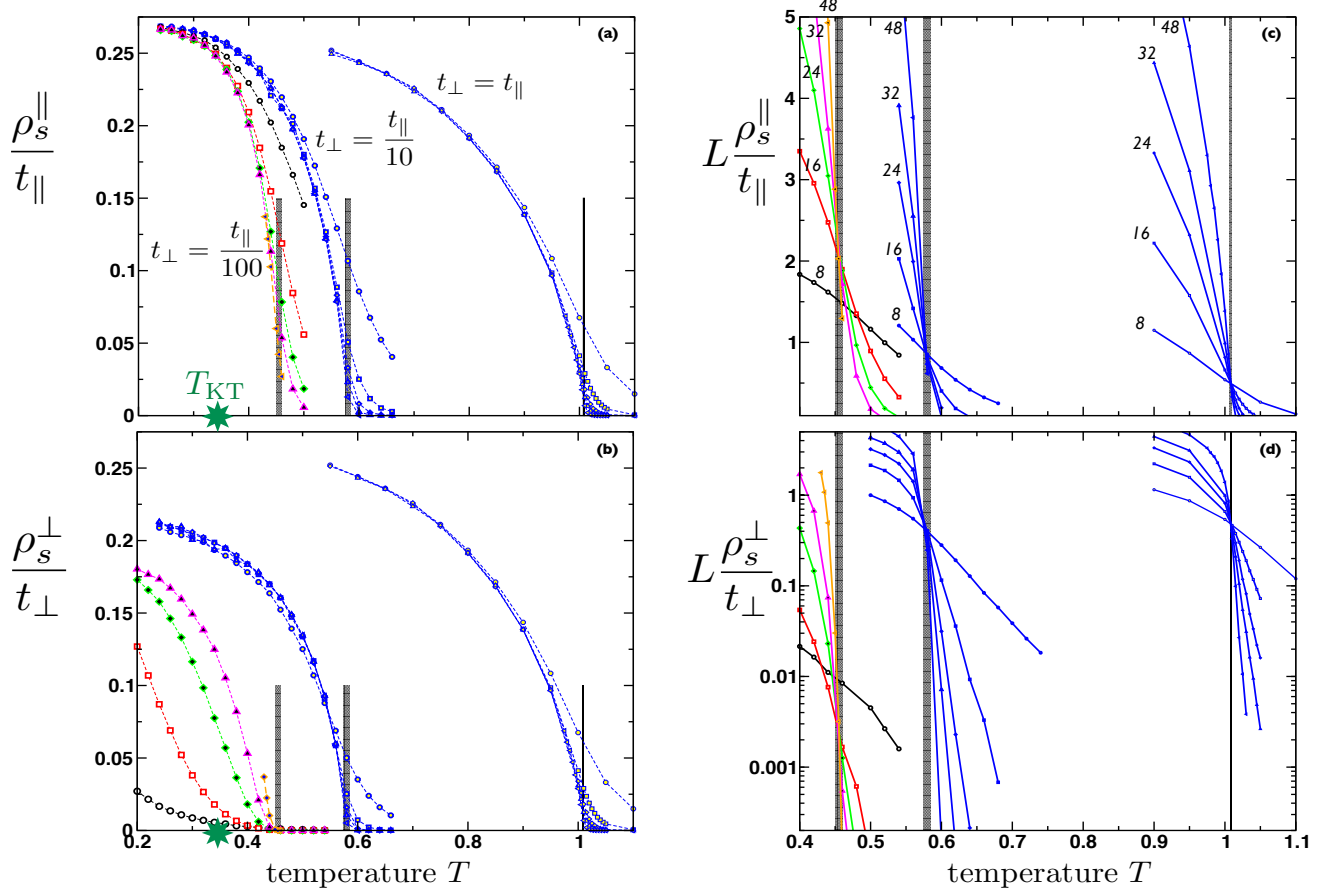 (a)
0.25
0.2
0.15
0.1
0.05
0
ρ_s^∥ / t_∥
t_⊥ = t_∥
t_⊥ = t_∥ / 10
t_⊥ = t_∥ / 100
T_KT
(b)
0.25
0.2
0.15
0.1
0.05
0
ρ_s^⊥ / t_⊥
0.2 0.4 0.6 0.8 1
temperature T
(c)
5
4
3
2
1
L ρ_s^∥ / t_∥
48
32
24
16
8
48
32
24
16
8
48
32
24
16
8
(d)
1
0.1
0.01
0.001
L ρ_s^⊥ / t_⊥
0.4 0.5 0.6 0.7 0.8 0.9 1 1.1
temperature T